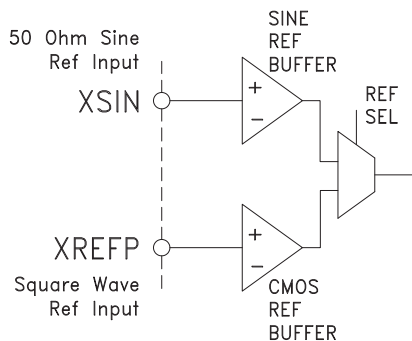 50 Ohm Sine
Ref Input
XSIN
SINE
REF
BUFFER
+
−
REF
SEL
XREFP
Square Wave
Ref Input
+
−
CMOS
REF
BUFFER